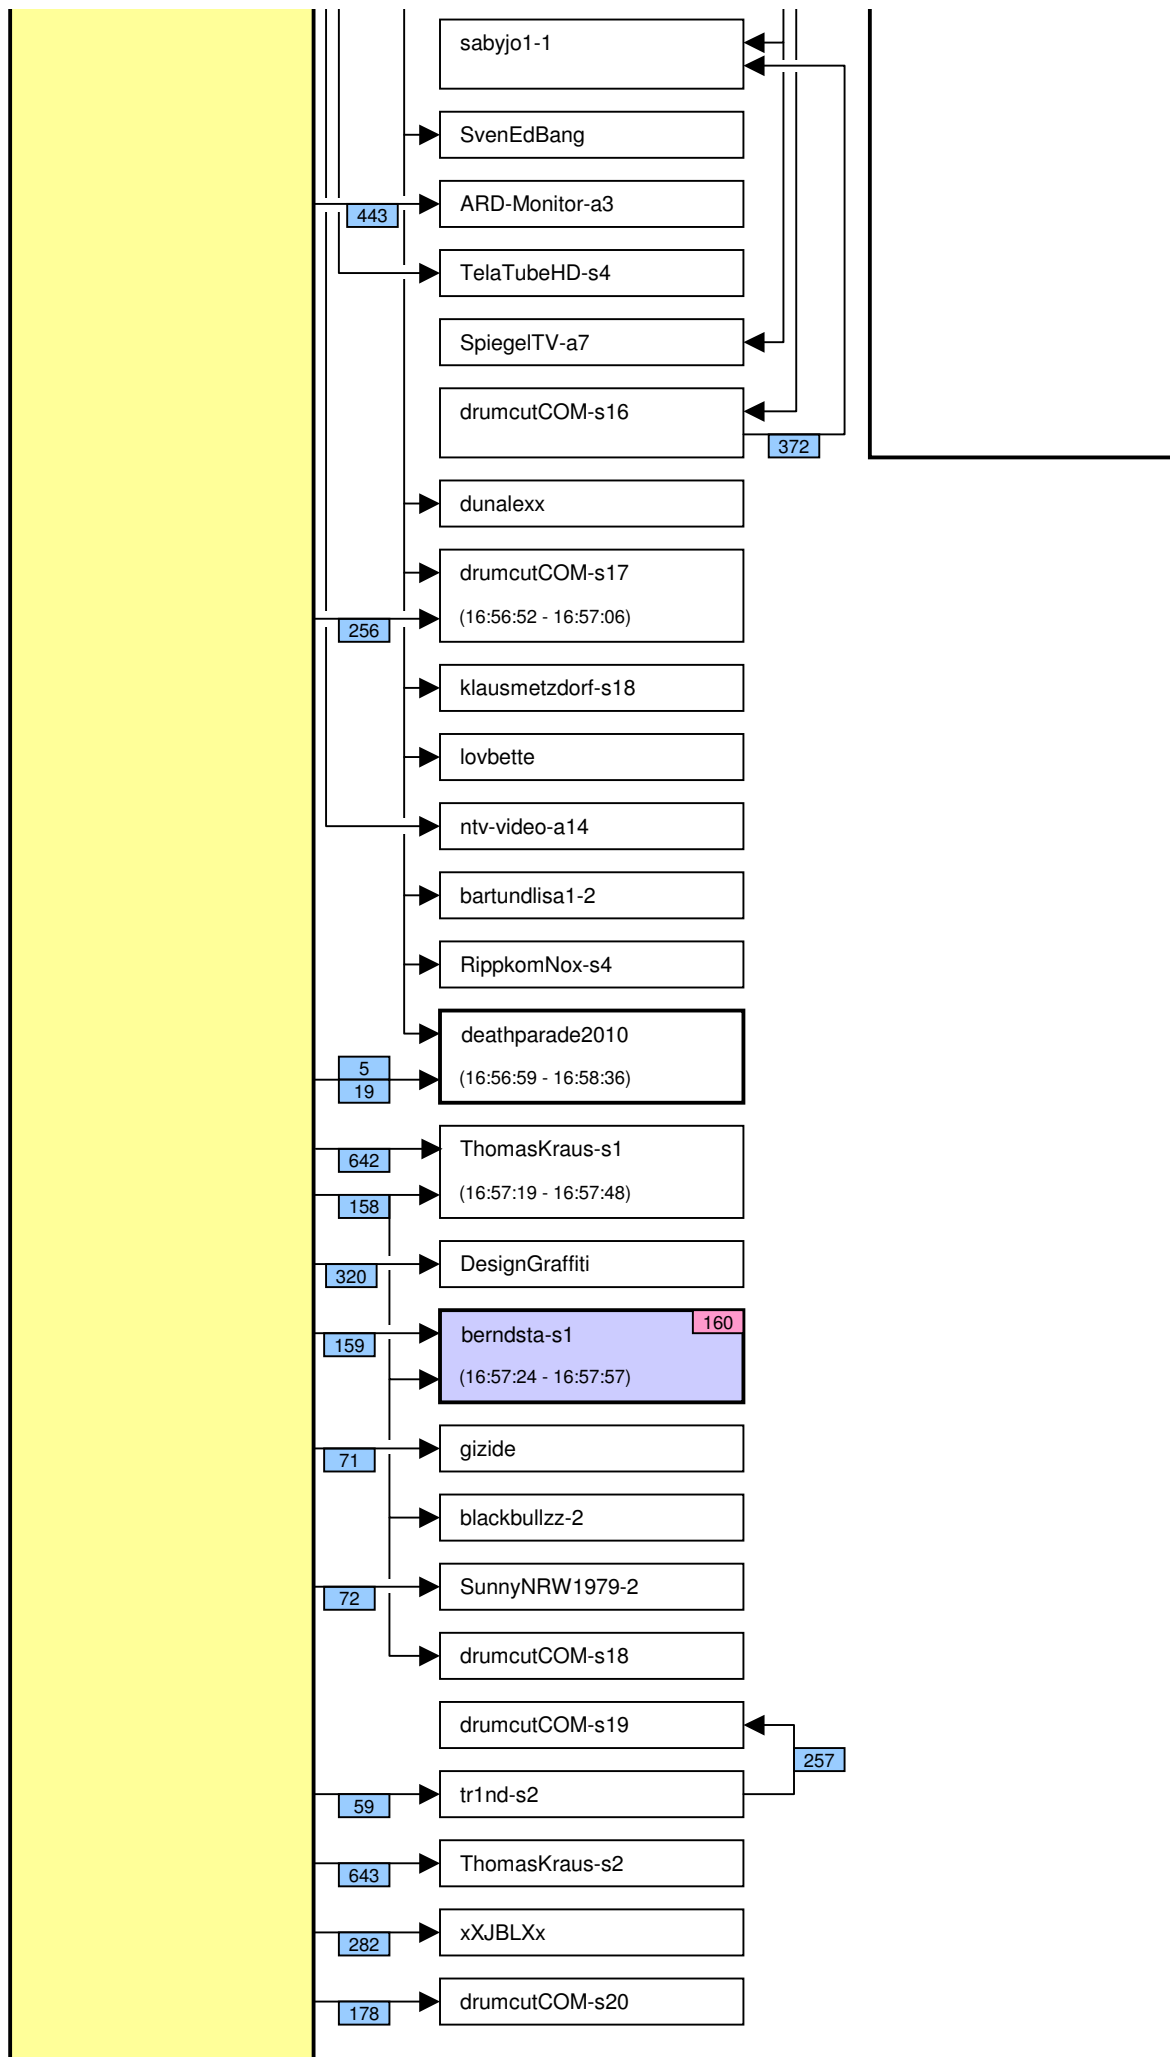 sabyjo1-1
SvenEdBang
ARD-Monitor-a3
443
TelaTubeHD-s4
SpiegelTV-a7
drumcutCOM-s16
372
dunalexx
drumcutCOM-s17
(16:56:52 - 16:57:06)
256
klausmetzdorf-s18
lovbette
ntv-video-a14
bartundlisa1-2
RippkomNox-s4
deathparade2010
5
(16:56:59 - 16:58:36)
19
ThomasKraus-s1
642
(16:57:19 - 16:57:48)
158
DesignGraffiti
320
160
berndsta-s1
159
(16:57:24 - 16:57:57)
gizide
71
blackbullzz-2
SunnyNRW1979-2
72
drumcutCOM-s18
drumcutCOM-s19
257
tr1nd-s2
59
ThomasKraus-s2
643
xXJBLXx
282
drumcutCOM-s20
178